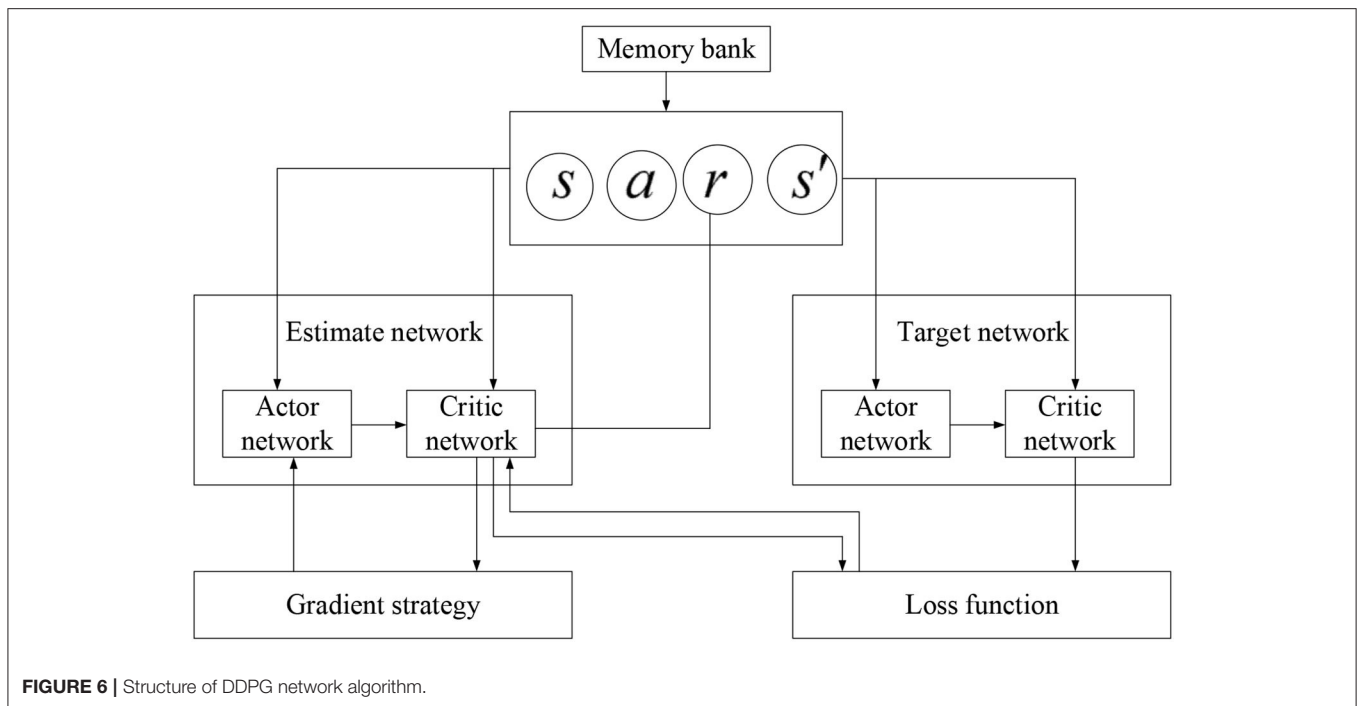 Memory bank
s a r s'
Estimate network
Target network
Actor
network
Critic
network
Actor
network
Critic
network
Gradient strategy
Loss function
FIGURE 6 | Structure of DDPG network algorithm.